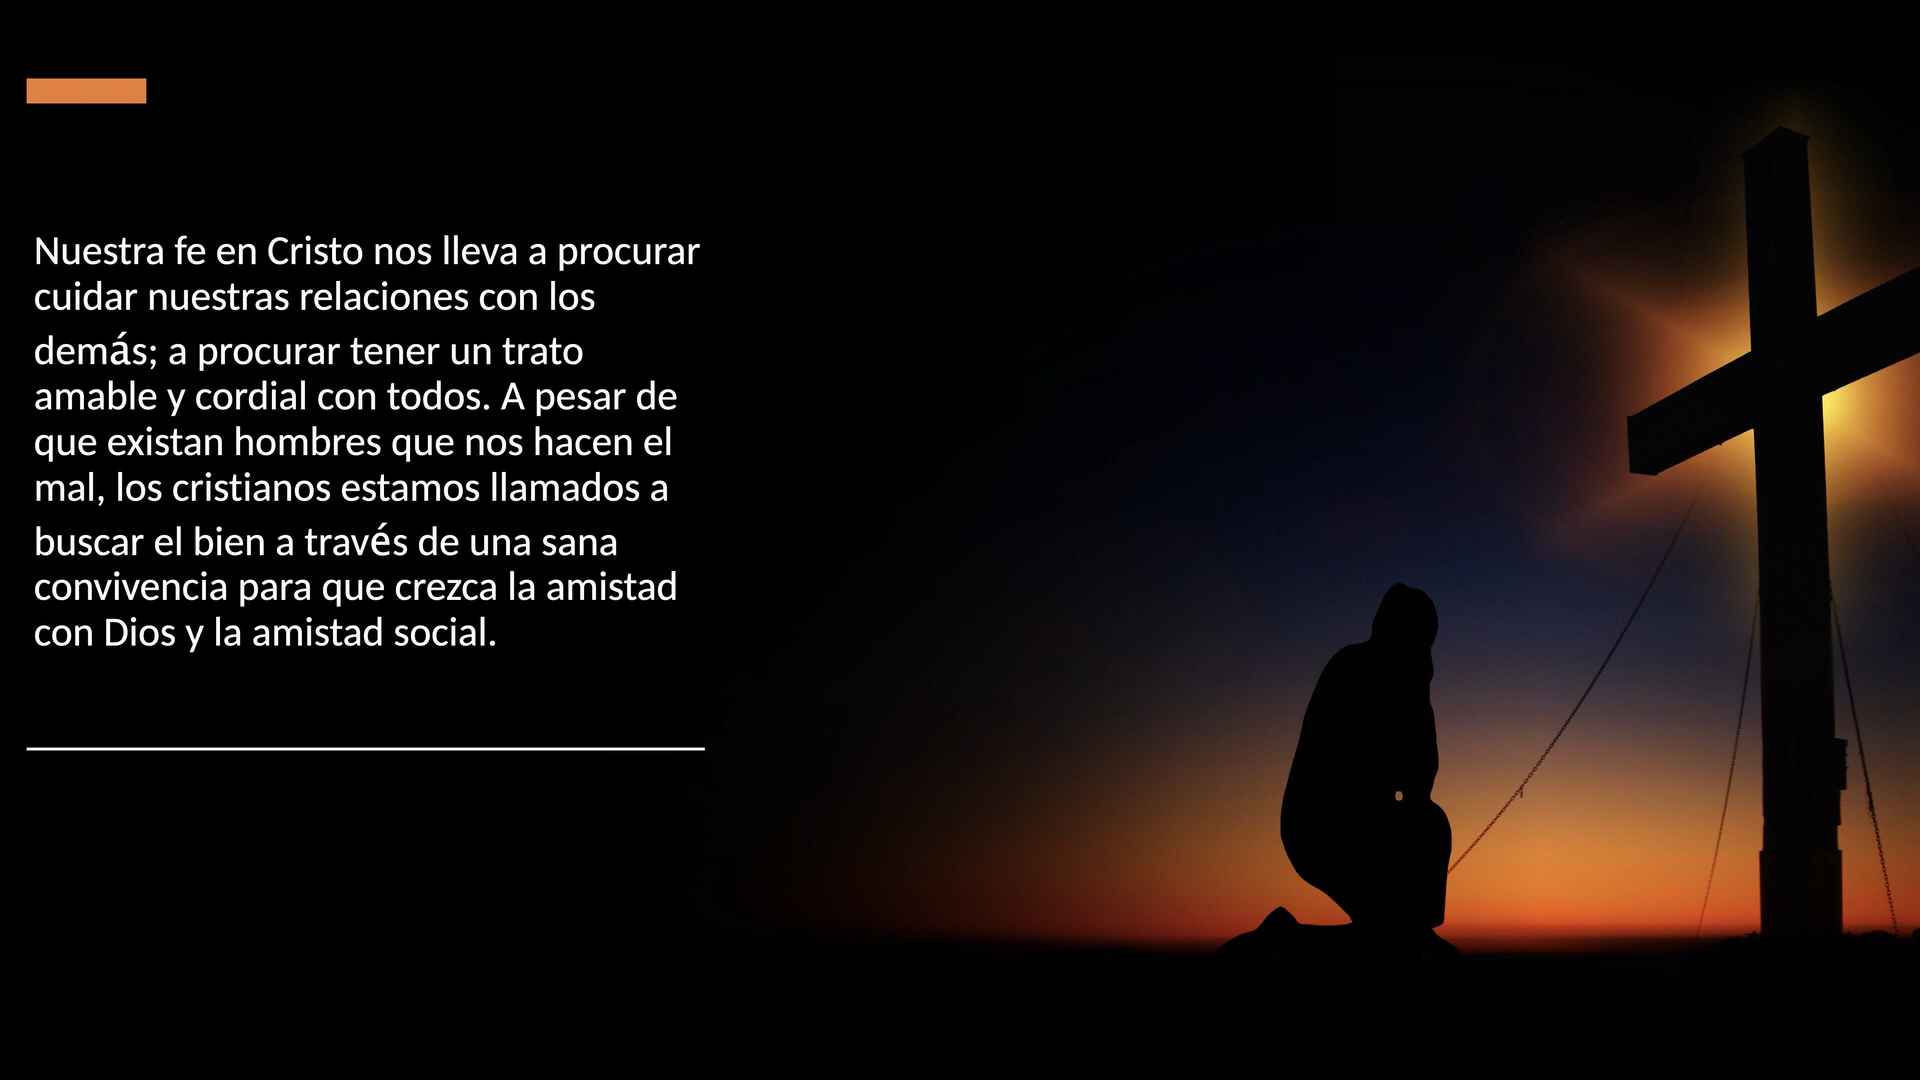 Nuestra fe en Cristo nos lleva a procurar
cuidar nuestras relaciones con los
demás; a procurar tener un trato
amable y cordial con todos. A pesar de
que existan hombres que nos hacen el
mal, los cristianos estamos llamados a
buscar el bien a través de una sana
convivencia para que crezca la amistad
con Dios y la amistad social.